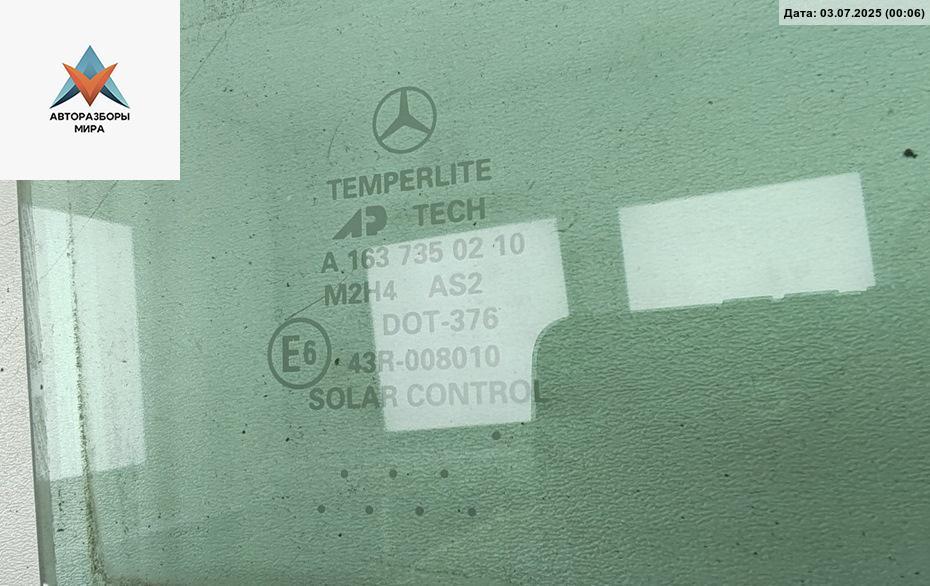 Дата: 03.07.2025 (00:06)
АВТОРАЗБОРЫ
МИРА
TEMPERLITE
AP TECH
A 163 735 02 10
M2H4 AS2
DOT-376
E6 43R-008010
SOLAR CONTROL